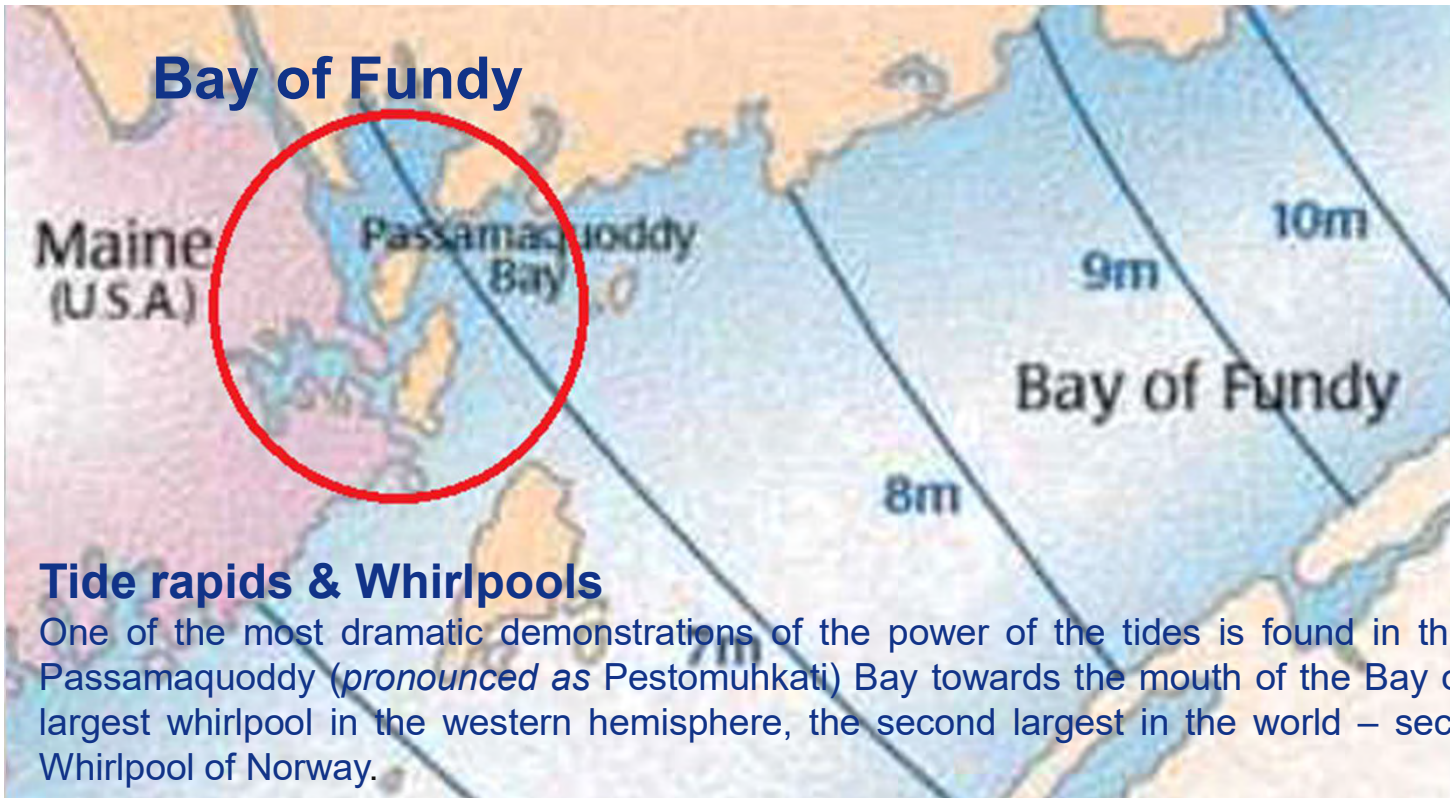 Bay of Fundy
Maine
(U.S.A.)
Passamaquoddy
Bay
10m
9m
Bay of Fundy
8m
7m
Tide rapids & Whirlpools
One of the most dramatic demonstrations of the power of the tides is found in th
Passamaquoddy (pronounced as Pestomuhkati) Bay towards the mouth of the Bay o
largest whirlpool in the western hemisphere, the second largest in the world – sec
Whirlpool of Norway.